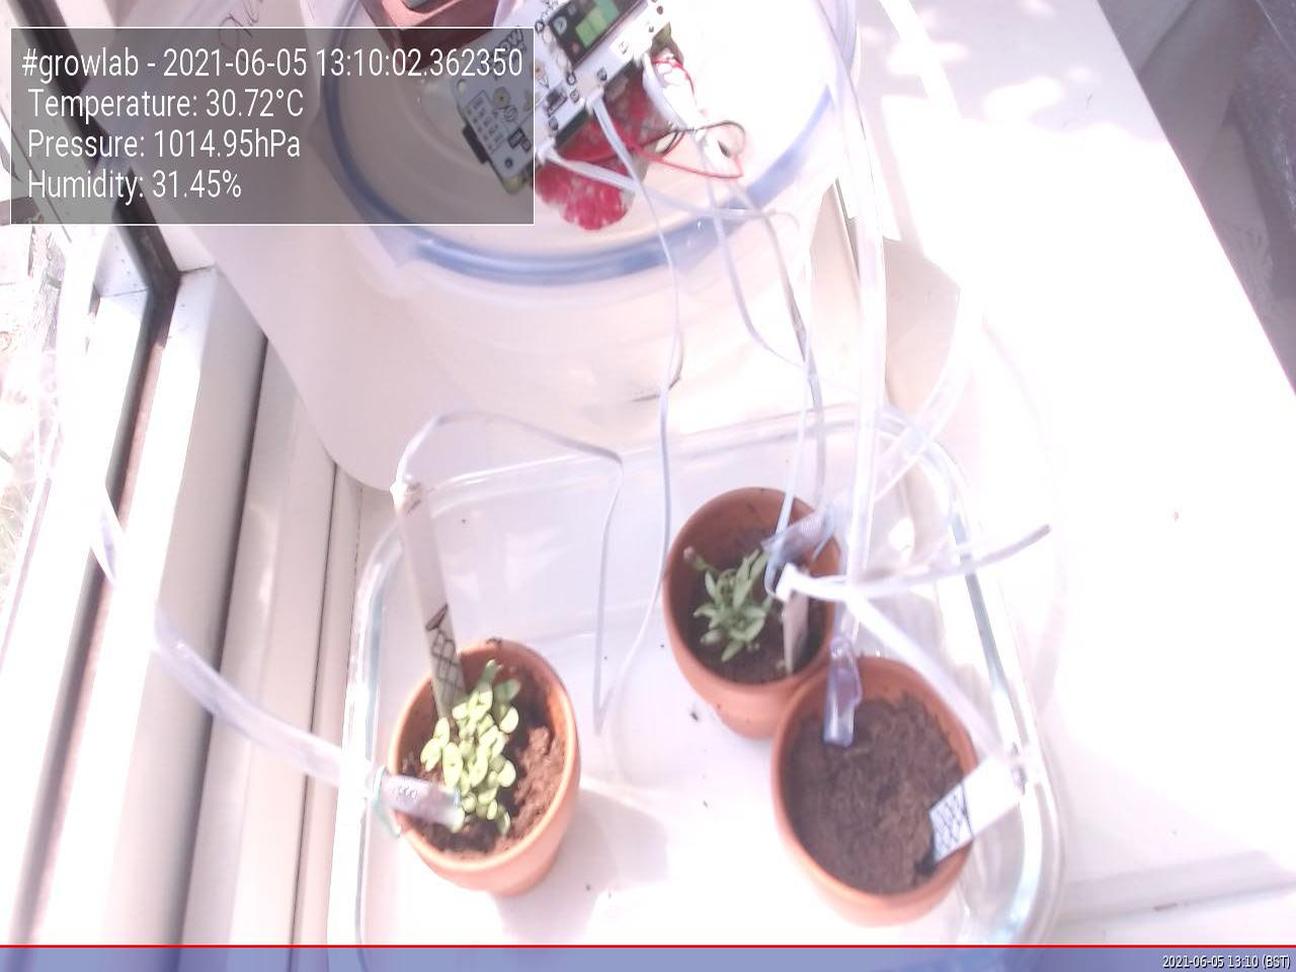 #growlab - 2021-06-05 13:10:02.362350
Temperature: 30.72°C
Pressure: 1014.95hPa
Humidity: 31.45%
2021-06-05 13:10 (BST)